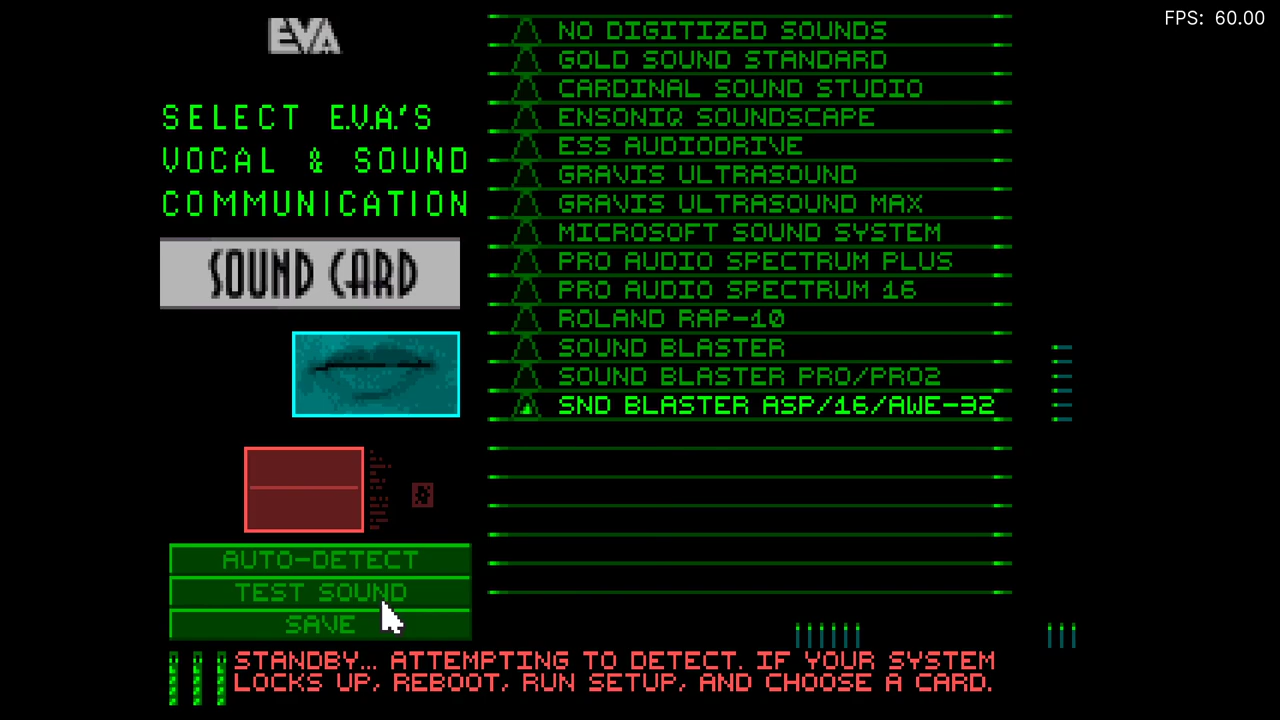 FPS: 60.00
EVA
SELECT E.V.A.'S
VOCAL & SOUND
COMMUNICATION
SOUND CARD
AUTO-DETECT
TEST SOUND
SAVE
NO DIGITIZED SOUNDS
GOLD SOUND STANDARD
CARDINAL SOUND STUDIO
ENSONIQ SOUNDSCAPE
ESS AUDIODRIVE
GRAVIS ULTRASOUND
GRAVIS ULTRASOUND MAX
MICROSOFT SOUND SYSTEM
PRO AUDIO SPECTRUM PLUS
PRO AUDIO SPECTRUM 16
ROLAND RAP-10
SOUND BLASTER
SOUND BLASTER PRO/PRO2
SND BLASTER ASP/16/AWE-32
STANDBY... ATTEMPTING TO DETECT. IF YOUR SYSTEM
LOCKS UP, REBOOT, RUN SETUP, AND CHOOSE A CARD.